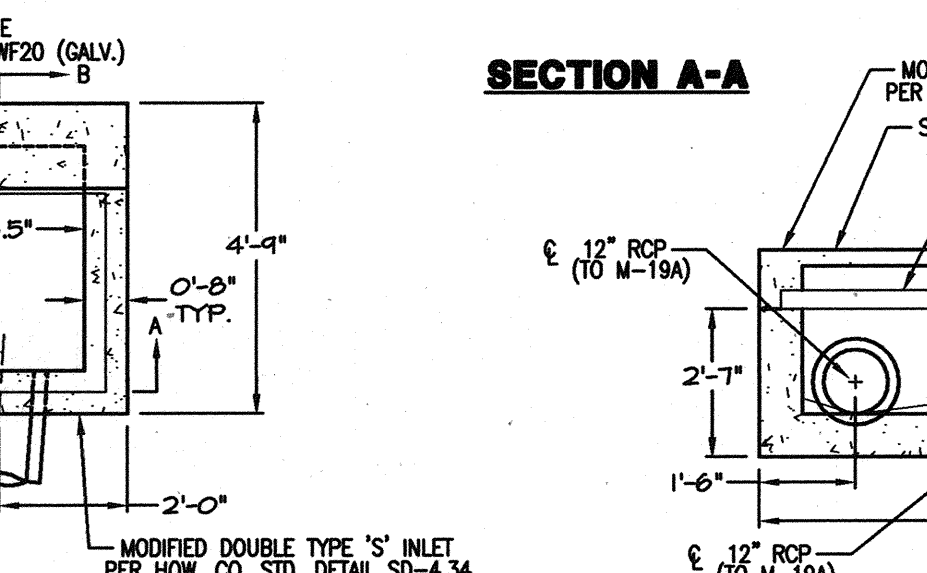 (GALV.)
B
SECTION A-A
PER
4'-9"
℄ 12" RCP
(TO M-19A)
0'-8"
TYP.
A
2'-7"
1'-6"
2'-0"
MODIFIED DOUBLE TYPE 'S' INLET
PER HOW. CO. STD. DETAIL SD-4.34
℄ 12" RCP
(TO M-19A)